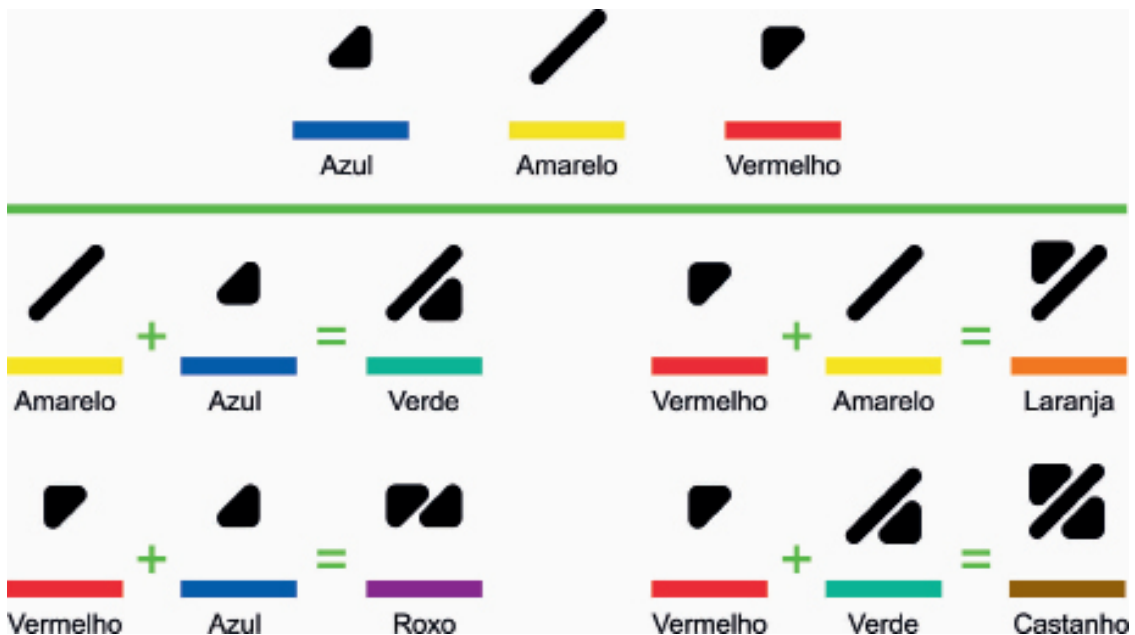 Azul Amarelo Vermelho
+ = + =
Amarelo Azul Verde Vermelho Amarelo Laranja
+ = + =
Vermelho Azul Roxo Vermelho Verde Castanho